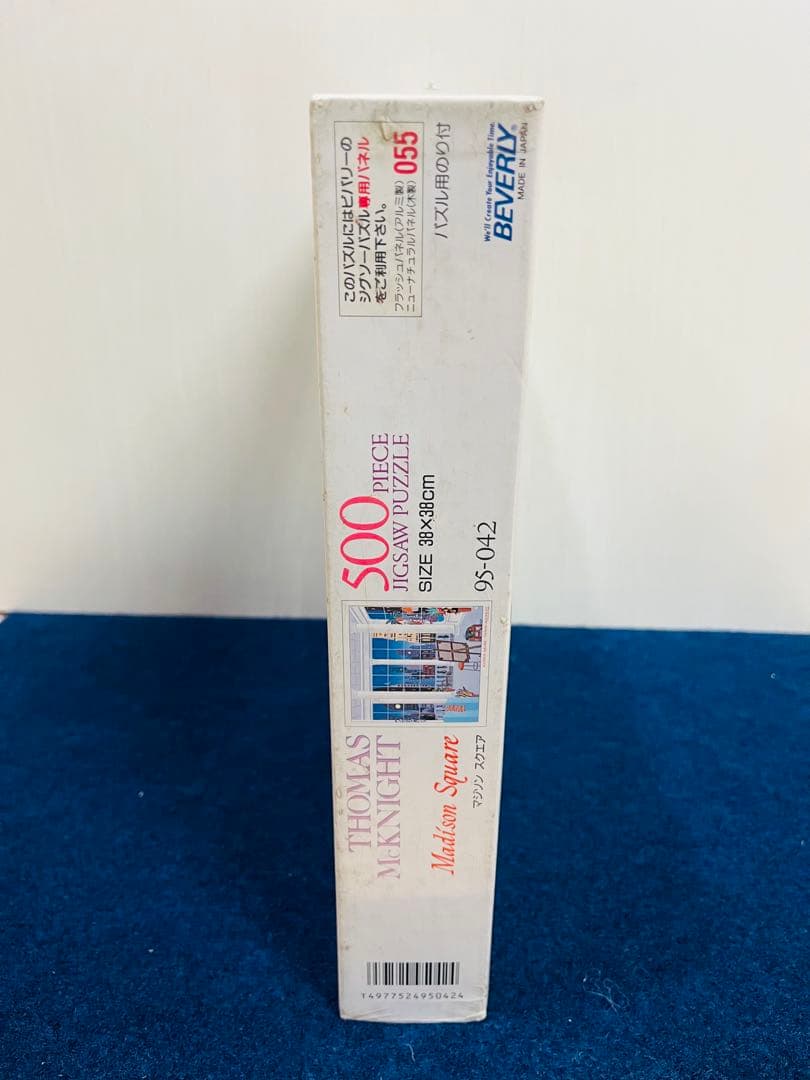 THOMAS
McKNIGHT
Madison Square
マジソン スクエア
500 PIECE
JIGSAW PUZZLE
SIZE 38×38cm
95-042
このパズルにはビバリーの
ジグソーパズル専用パネル
をご利用下さい。
フラッシュパネル(アルミ製)
ニューナチュラルパネル(木製)
055
パズル用のり付
We'll Create Your Enjoyable Time.
BEVERLY®
MADE IN JAPAN
T4977524950424